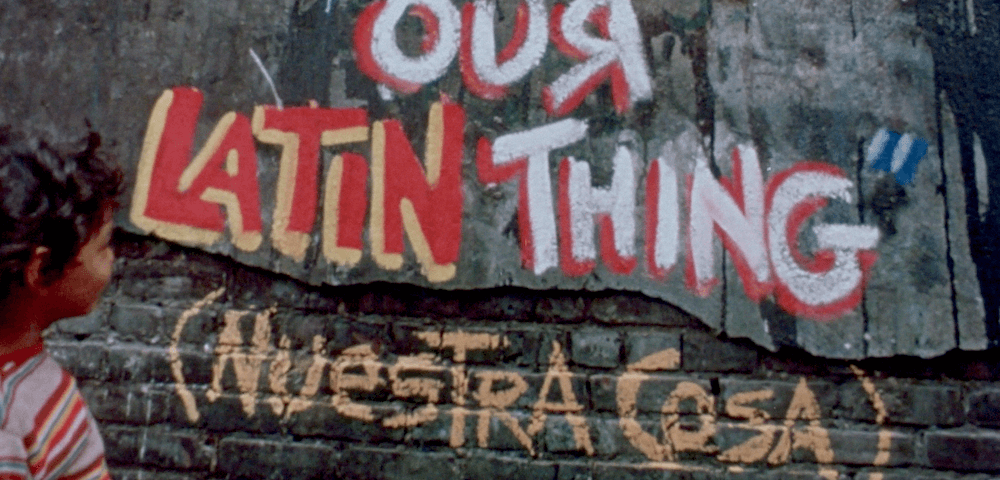 OUR
LATIN THING"
(NUESTRA COSA)